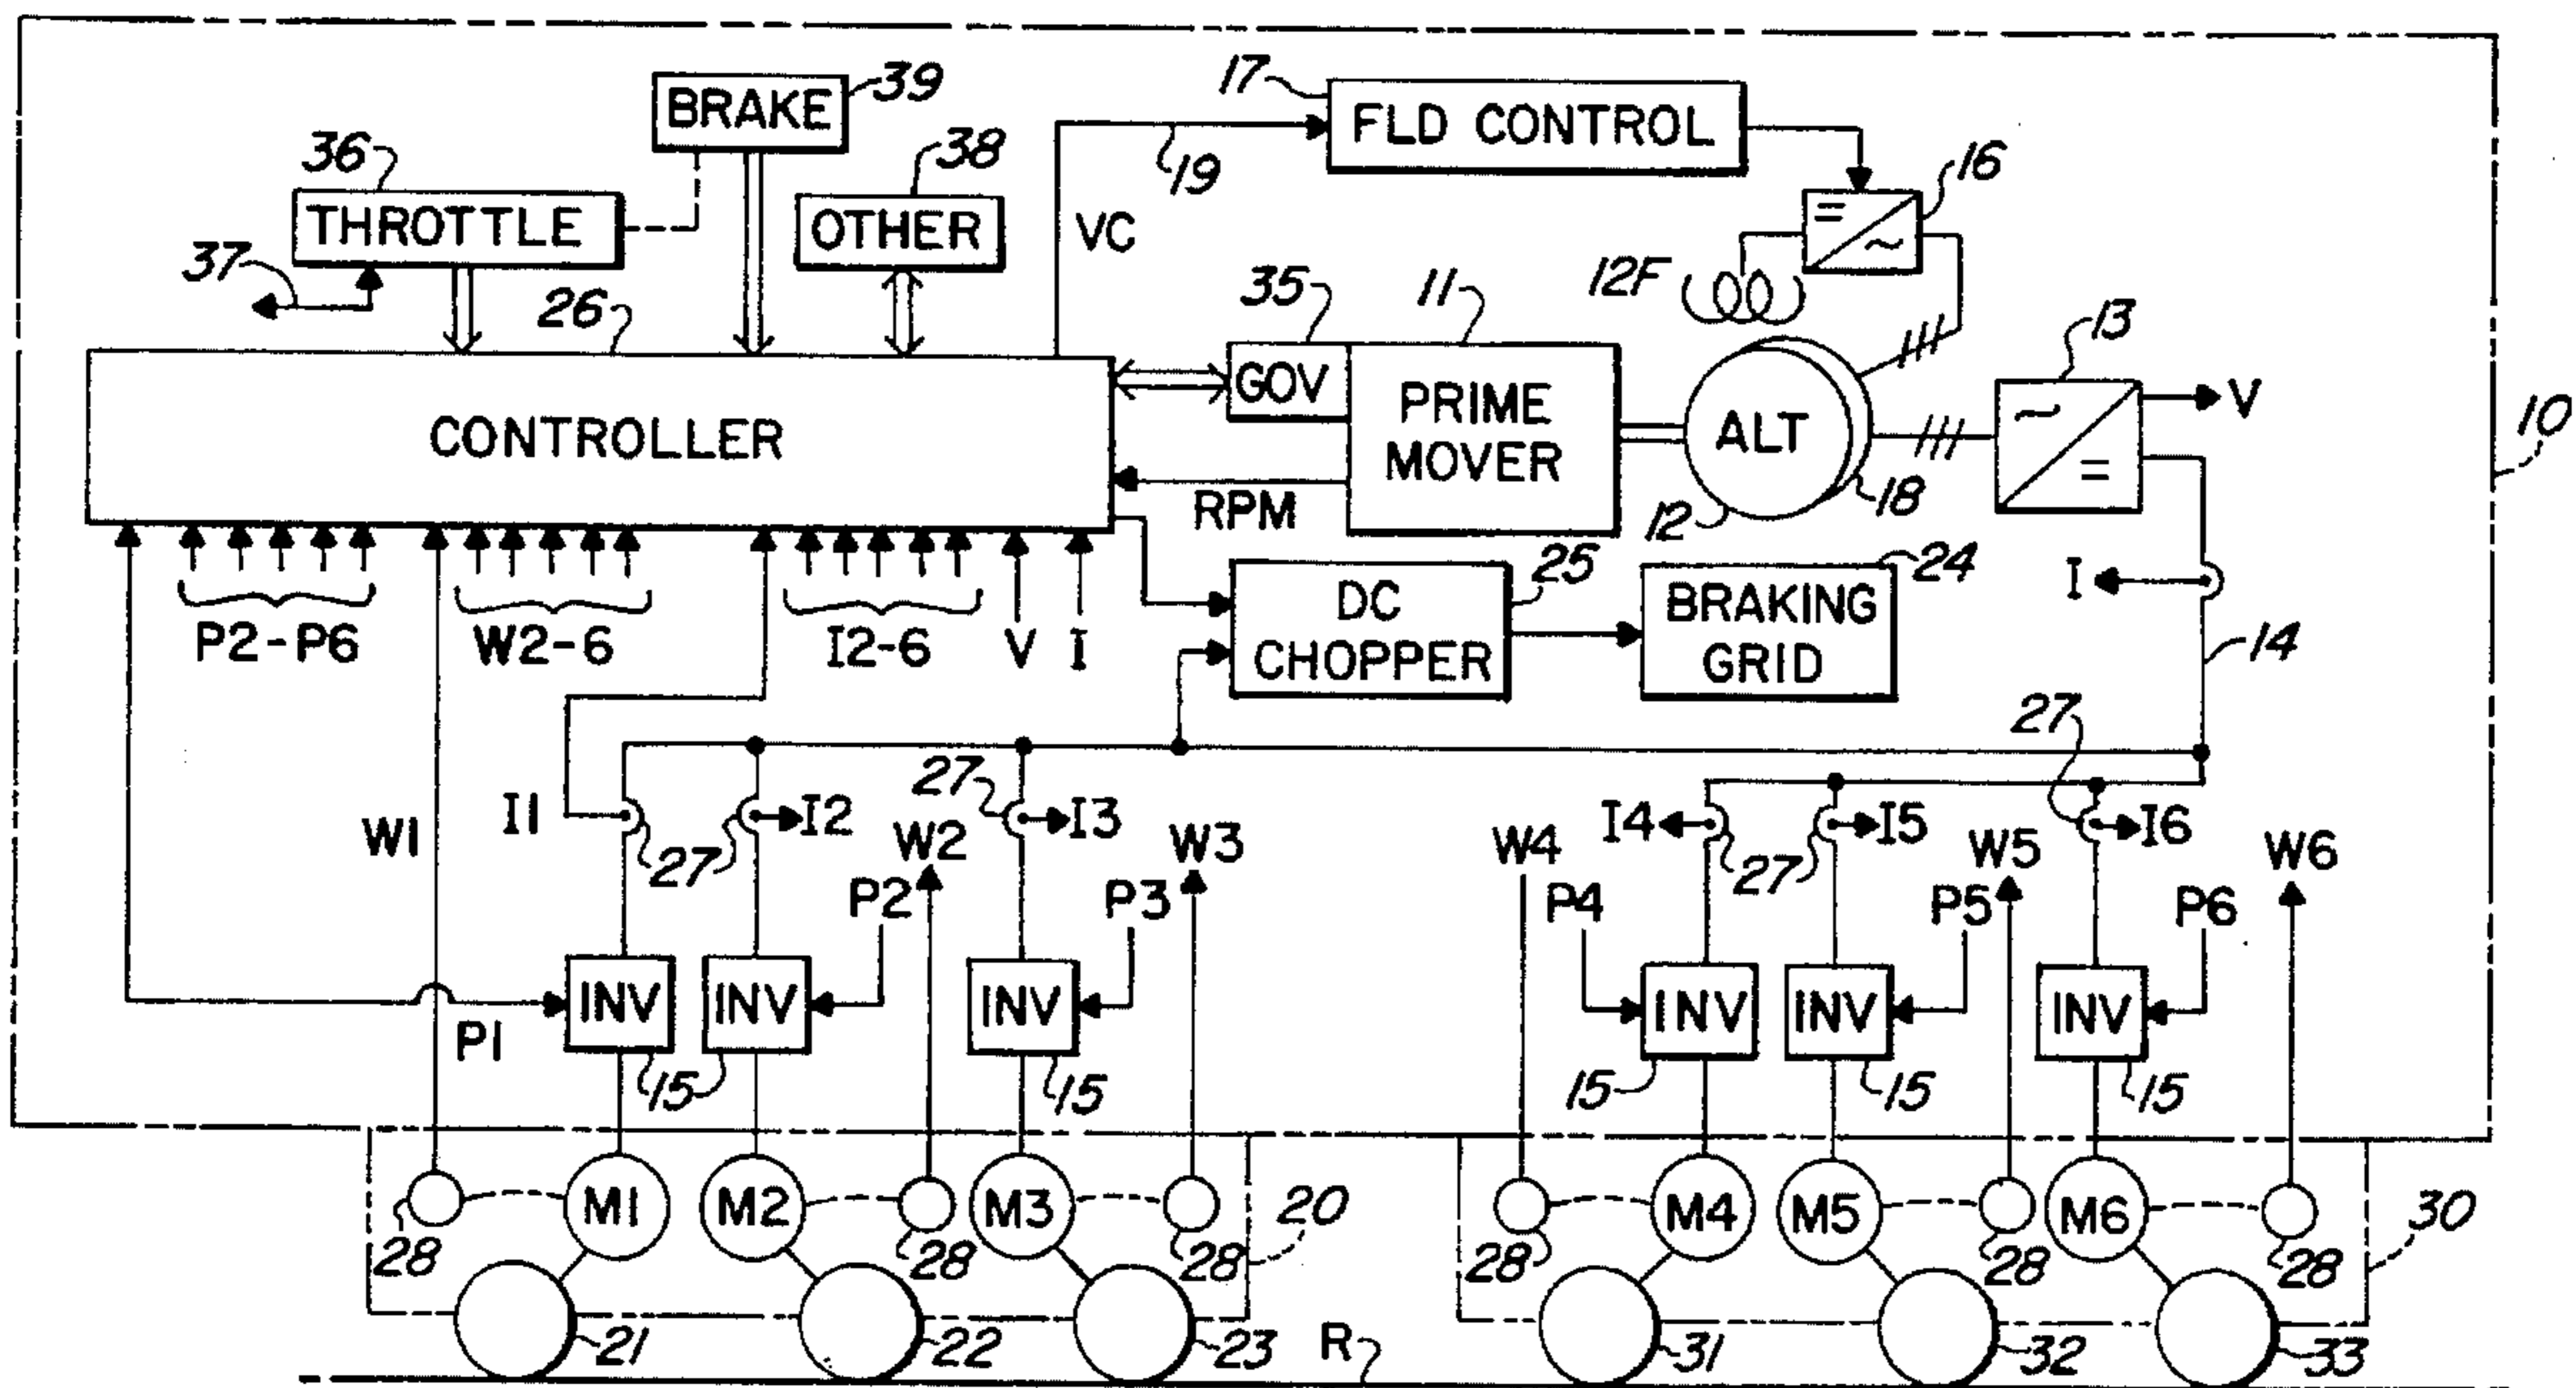 17
FLD CONTROL
39
BRAKE
36
38
16
THROTTLE
OTHER
19
VC
=
~
37
26
12F
35
11
13
CONTROLLER
GOV
PRIME
MOVER
ALT
~
=
V
10
RPM
12
18
P2-P6
W2-6
I2-6
V
I
DC
CHOPPER
25
BRAKING
GRID
24
I
14
27
27
W1
I1
27
I2
W2
I3
W3
W4
I4
27
I5
W5
I6
W6
P2
P3
P4
P5
P6
P1
INV
INV
INV
INV
INV
INV
15
15
15
15
15
M1
M2
M3
M4
M5
M6
20
30
28
28
28
28
28
28
21
22
23
R
31
32
33